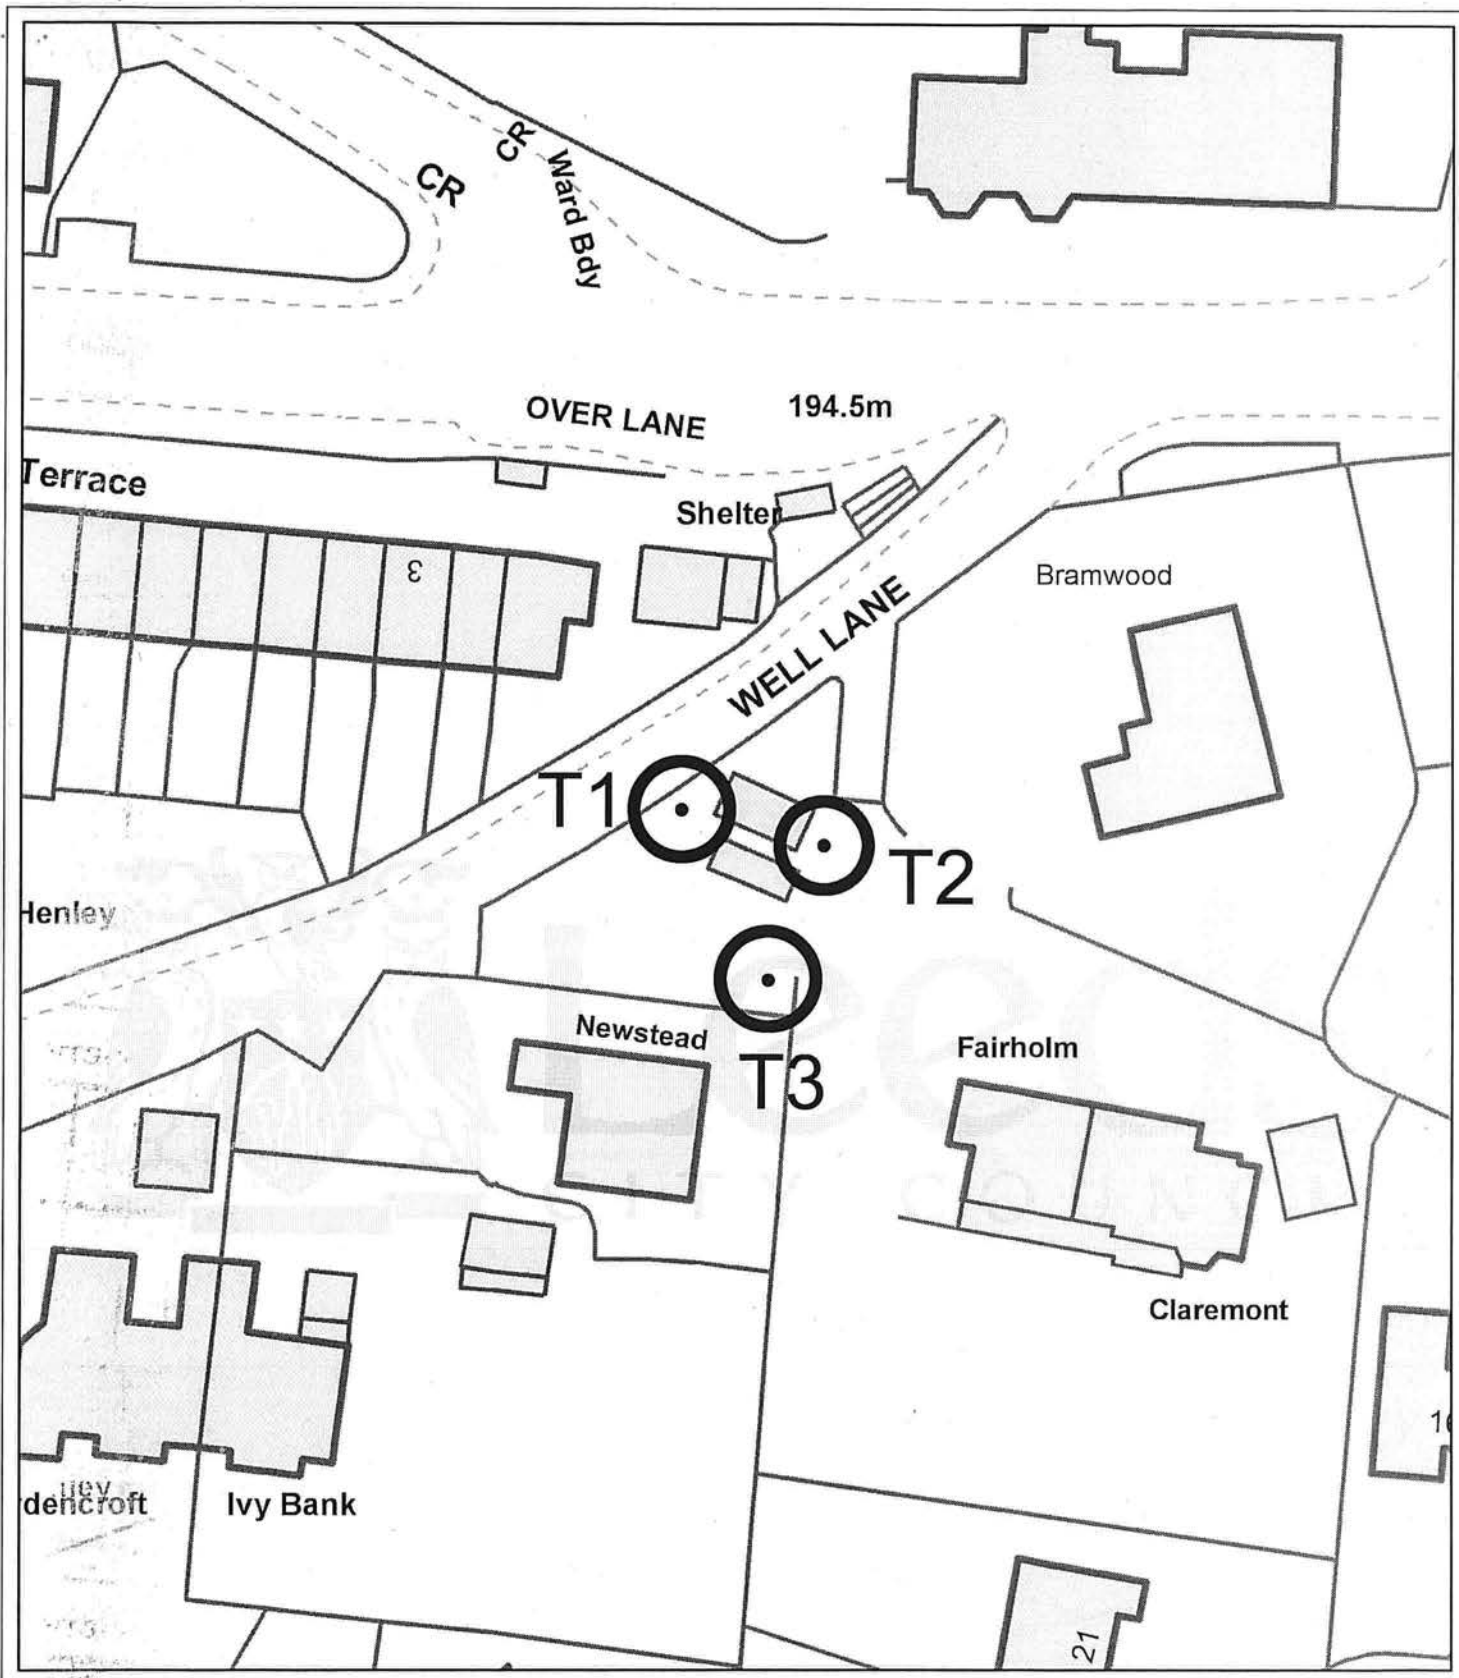 CR
CR
Ward Bdy
OVER LANE
194.5m
Terrace
Shelter
3
Bramwood
WELL LANE
T1
T2
Henley
Newstead
T3
Fairholm
Claremont
16
dencroft
Ivy Bank
21